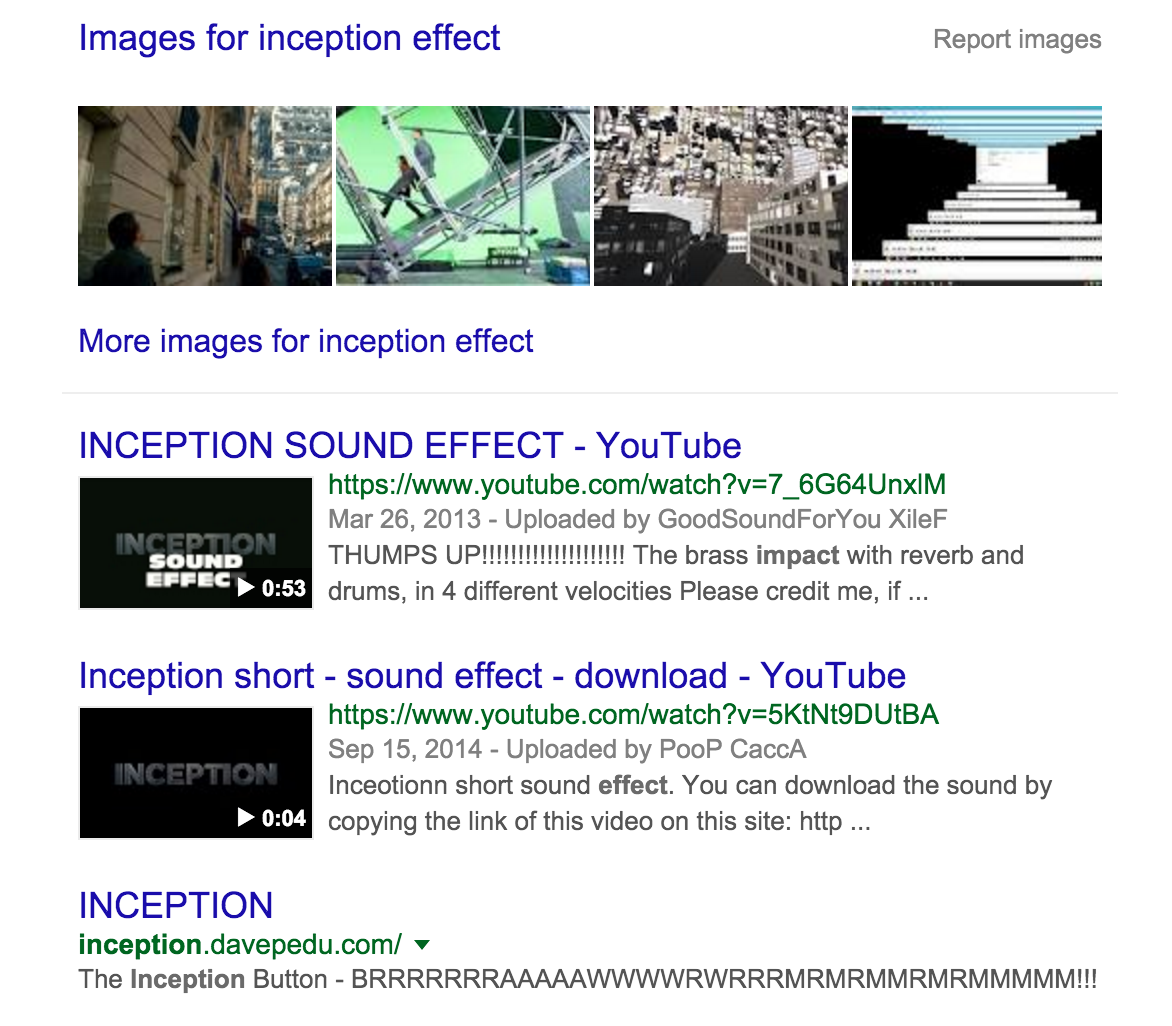 Images for inception effect
Report images
More images for inception effect
INCEPTION SOUND EFFECT - YouTube
https://www.youtube.com/watch?v=7_6G64UnxlM
Mar 26, 2013 - Uploaded by GoodSoundForYou XileF
INCEPTION
SOUND
EFFECT
0:53
THUMPS UP!!!!!!!!!!!!!!!!!!!! The brass impact with reverb and
drums, in 4 different velocities Please credit me, if ...
Inception short - sound effect - download - YouTube
https://www.youtube.com/watch?v=5KtNt9DUtBA
Sep 15, 2014 - Uploaded by PooP CaccA
INCEPTION
0:04
Inceotionn short sound effect. You can download the sound by
copying the link of this video on this site: http ...
INCEPTION
inception.davepedu.com/
The Inception Button - BRRRRRRRAAAAAWWWWRWRRRMRMRMMRMRMMMMM!!!